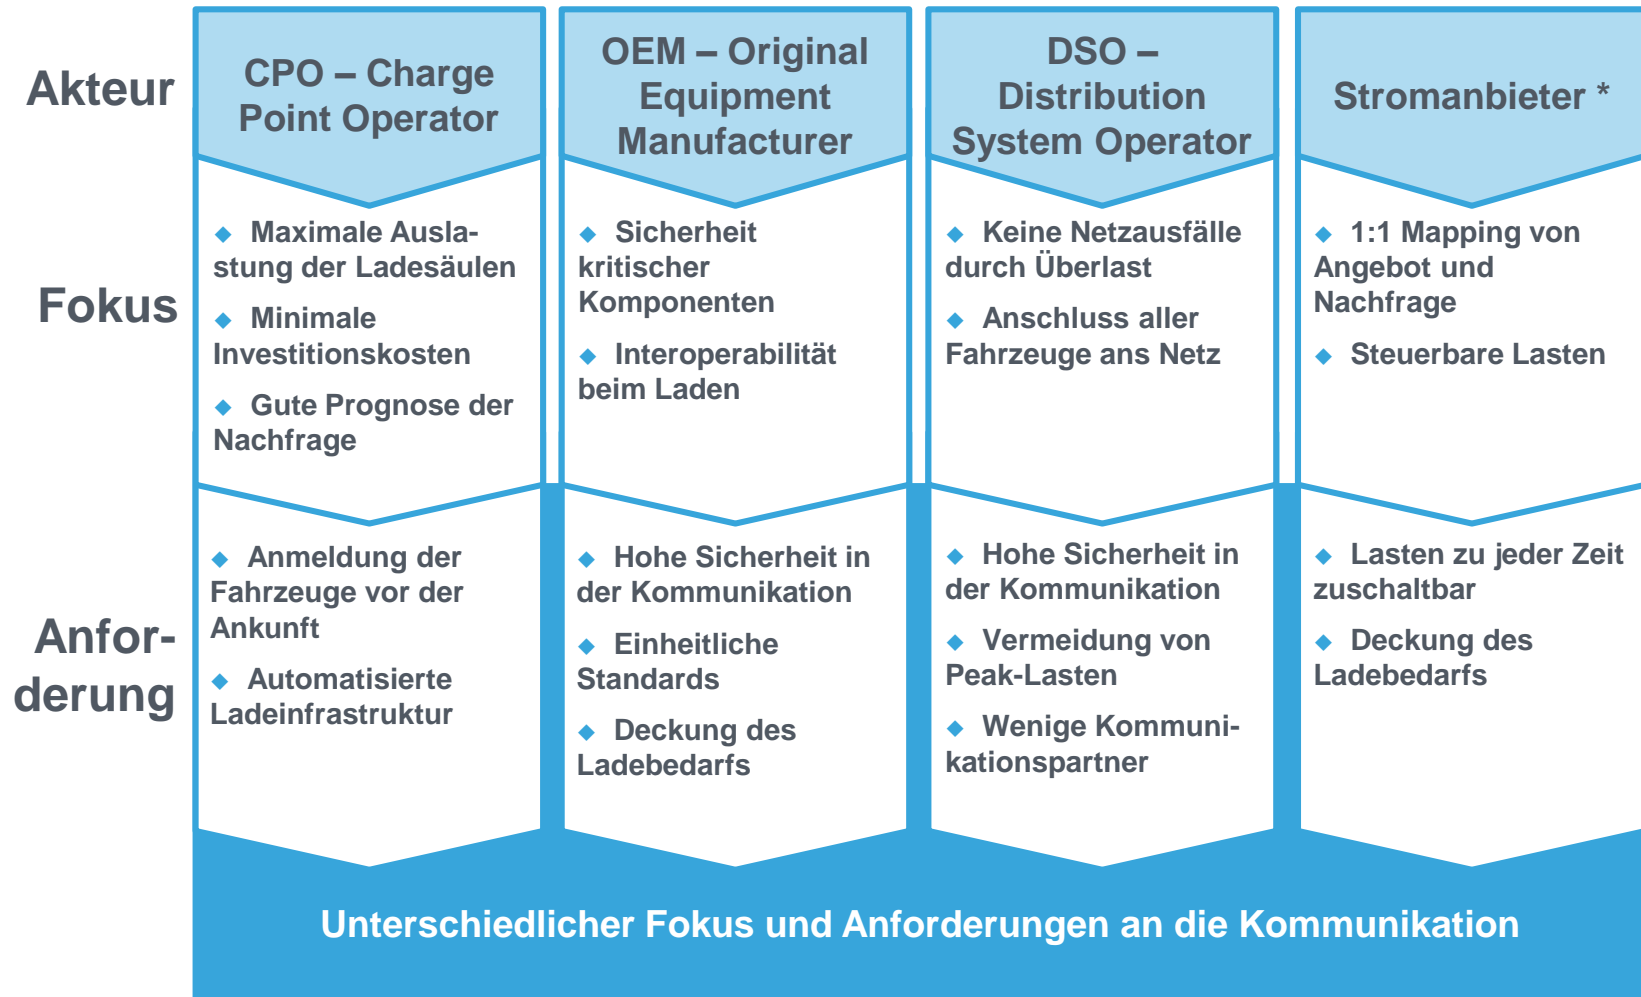 Akteur
CPO – Charge
Point Operator
OEM – Original
Equipment
Manufacturer
DSO –
Distribution
System Operator
Stromanbieter *
Fokus
◆ Maximale Ausla-
stung der Ladesäulen
◆ Minimale
Investitionskosten
◆ Gute Prognose der
Nachfrage
◆ Sicherheit
kritischer
Komponenten
◆ Interoperabilität
beim Laden
◆ Keine Netzausfälle
durch Überlast
◆ Anschluss aller
Fahrzeuge ans Netz
◆ 1:1 Mapping von
Angebot und
Nachfrage
◆ Steuerbare Lasten
Anfor-
derung
◆ Anmeldung der
Fahrzeuge vor der
Ankunft
◆ Automatisierte
Ladeinfrastruktur
◆ Hohe Sicherheit in
der Kommunikation
◆ Einheitliche
Standards
◆ Deckung des
Ladebedarfs
◆ Hohe Sicherheit in
der Kommunikation
◆ Vermeidung von
Peak-Lasten
◆ Wenige Kommuni-
kationspartner
◆ Lasten zu jeder Zeit
zuschaltbar
◆ Deckung des
Ladebedarfs
Unterschiedlicher Fokus und Anforderungen an die Kommunikation